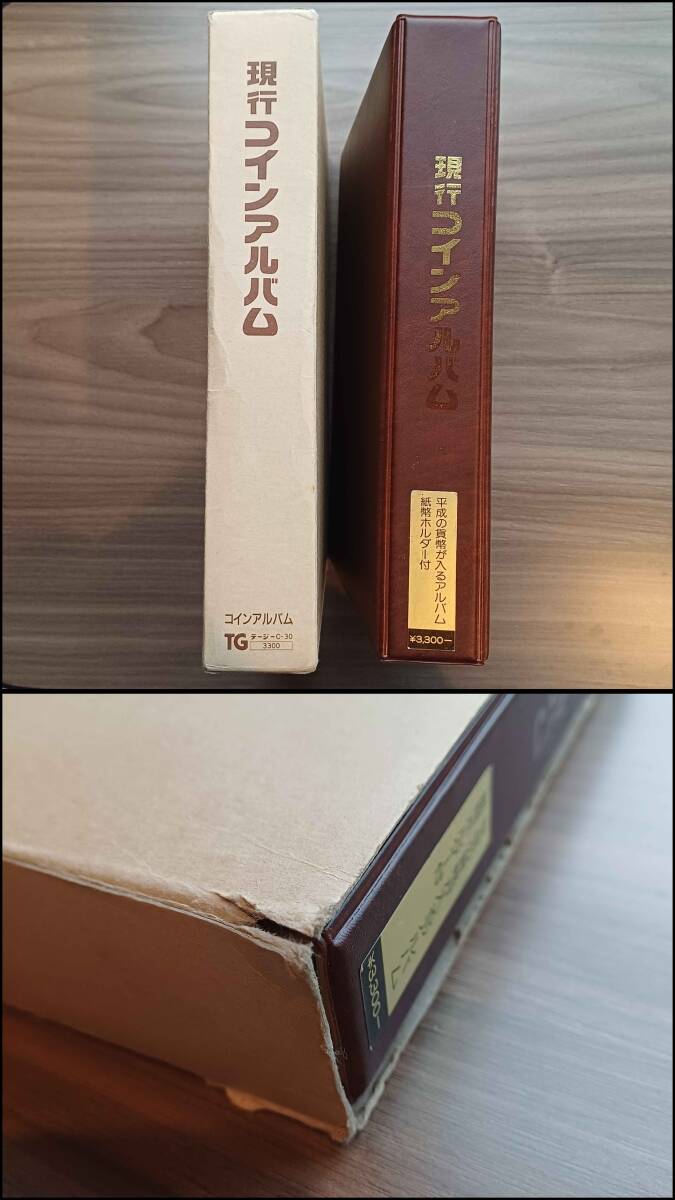 現行コインアルバム
コインアルバム
TG テージーC-30
3300
現行コインアルバム
平成の貨幣が入るアルバム
紙幣ホルダー付
¥3,300—
¥3,300—